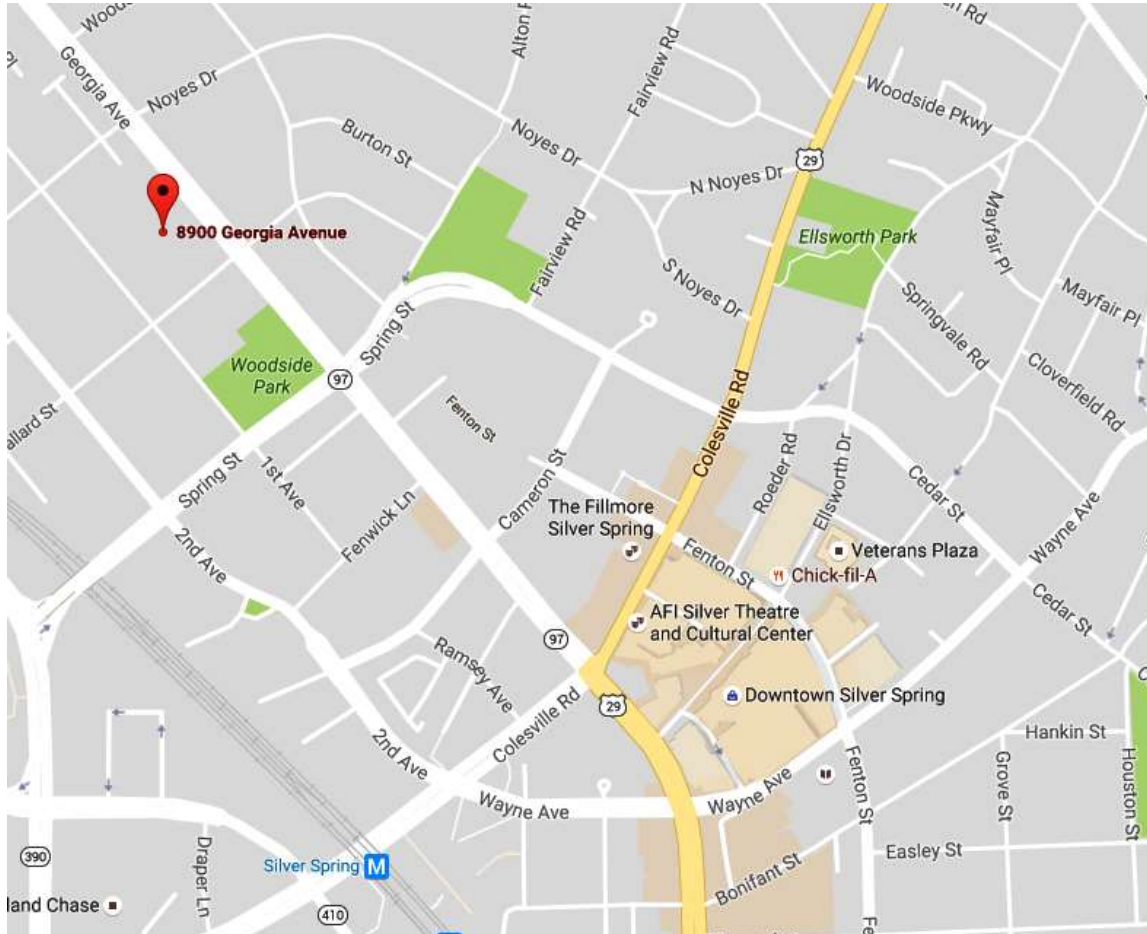 Georgia Ave
Noyes Dr
Alton
Fairview Rd
Rd
Pl
Woodside Pkwy
Burton St
Noyes Dr
29
N Noyes Dr
Mayfair Pl
8900 Georgia Avenue
Ellsworth Park
Fairview Rd
S Noyes Dr
Springvale Rd
Mayfair Pl
Spring St
Woodside
Park
97
Colesville Rd
Cloverfield Rd
Fenton St
Spring St
1st Ave
Cameron St
Roeder Rd
Ellsworth Dr
Cedar St
Wayne Ave
Fenwick Ln
2nd Ave
The Fillmore
Silver Spring
Fenton St
Veterans Plaza
Chick-fil-A
AFI Silver Theatre
and Cultural Center
Cedar St
97
Ramsey Ave
Colesville Rd
29
Downtown Silver Spring
2nd Ave
Hankin St
Wayne Ave
Wayne Ave
Fenton St
Grove St
Houston St
Easley St
Bonifant St
390
Draper Ln
Silver Spring
M
land Chase
410
Fe